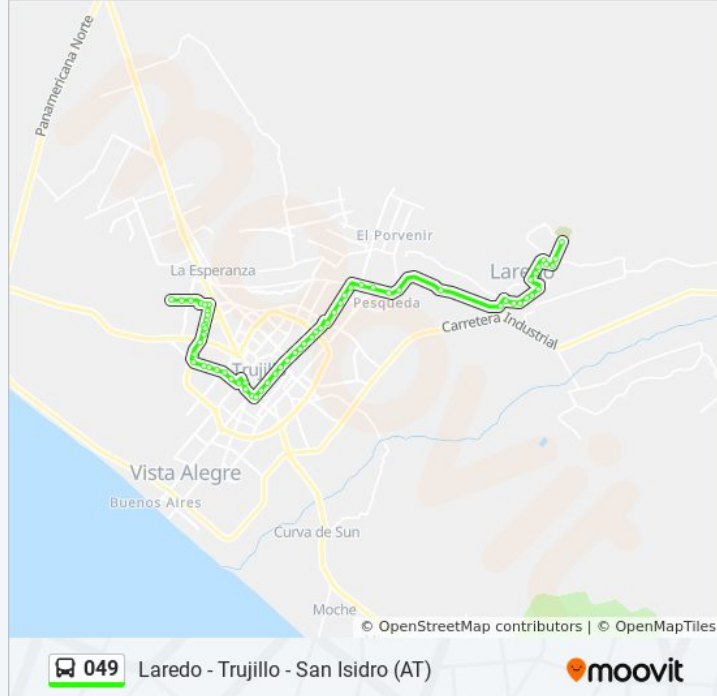 Panamericana Norte
El Porvenir
La Esperanza
Laredo
Pesqueda
Carretera Industrial
Trujillo
Vista Alegre
Buenos Aires
Curva de Sun
Moche
moovit
© OpenStreetMap contributors | © OpenMapTiles
049 Laredo - Trujillo - San Isidro (AT)
moovit